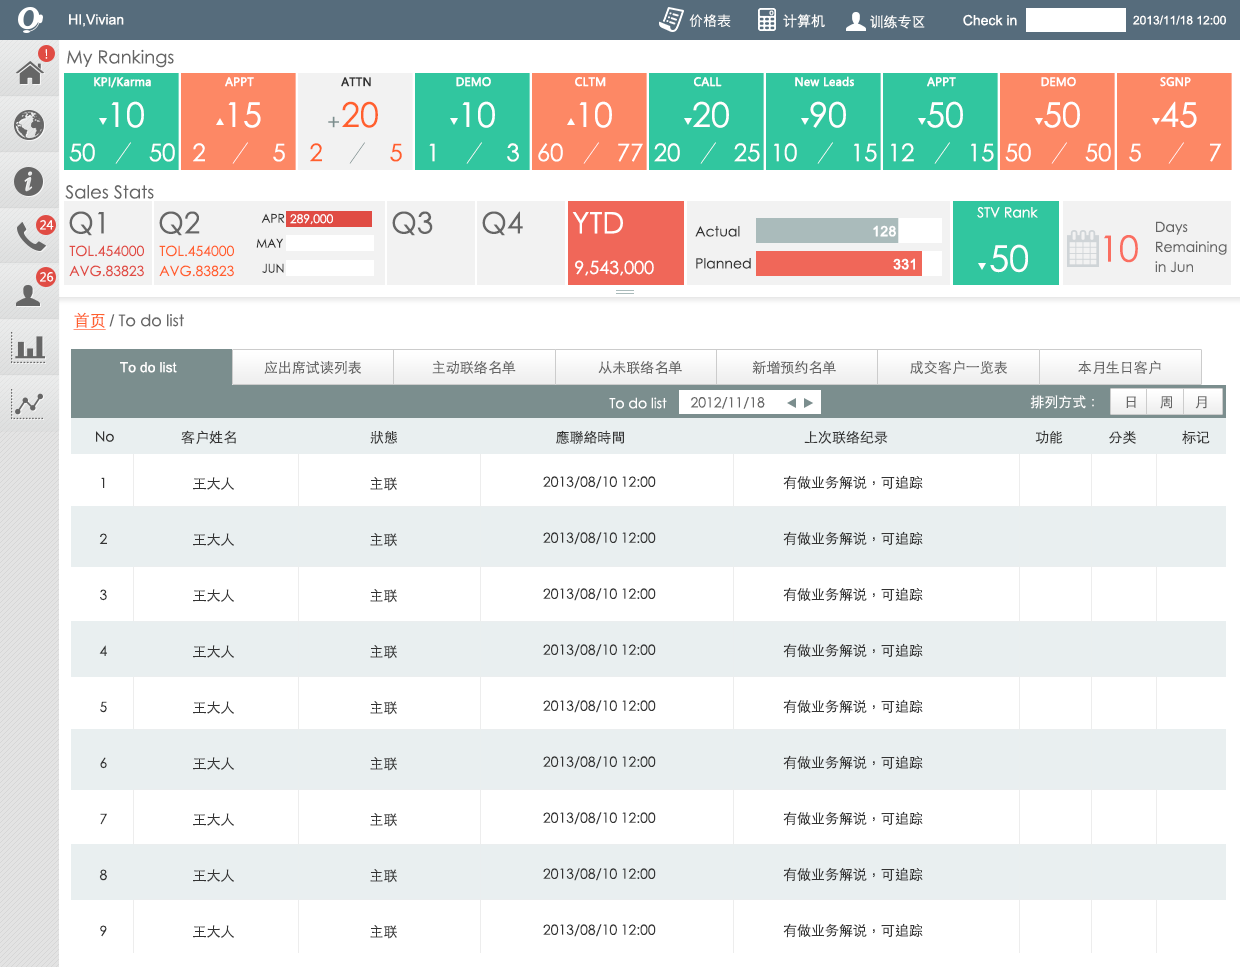 HI,Vivian
价格表
计算机
训练专区
Check in
2013/11/18 12:00
!
24
26
My Rankings
KPI/Karma
▼10
50 / 50
APPT
▲15
2 / 5
ATTN
+20
2 / 5
DEMO
▼10
1 / 3
CLTM
▲10
60 / 77
CALL
▼20
20 / 25
New Leads
▼90
10 / 15
APPT
▼50
12 / 15
DEMO
▼50
50 / 50
SGNP
▼45
5 / 7
Sales Stats
Q1
TOL.454000
AVG.83823
Q2
TOL.454000
AVG.83823
APR 289,000
MAY
JUN
Q3
Q4
YTD
9,543,000
Actual 128
Planned 331
STV Rank
▼50
10
Days
Remaining
in Jun
首页 / To do list
To do list 应出席试读列表 主动联络名单 从未联络名单 新增预约名单 成交客户一览表 本月生日客户
To do list 2012/11/18 ◀ ▶ 排列方式： 日 周 月
No 客户姓名 狀態 應聯絡時間 上次联络纪录 功能 分类 标记
1 王大人 主联 2013/08/10 12:00 有做业务解说，可追踪
2 王大人 主联 2013/08/10 12:00 有做业务解说，可追踪
3 王大人 主联 2013/08/10 12:00 有做业务解说，可追踪
4 王大人 主联 2013/08/10 12:00 有做业务解说，可追踪
5 王大人 主联 2013/08/10 12:00 有做业务解说，可追踪
6 王大人 主联 2013/08/10 12:00 有做业务解说，可追踪
7 王大人 主联 2013/08/10 12:00 有做业务解说，可追踪
8 王大人 主联 2013/08/10 12:00 有做业务解说，可追踪
9 王大人 主联 2013/08/10 12:00 有做业务解说，可追踪